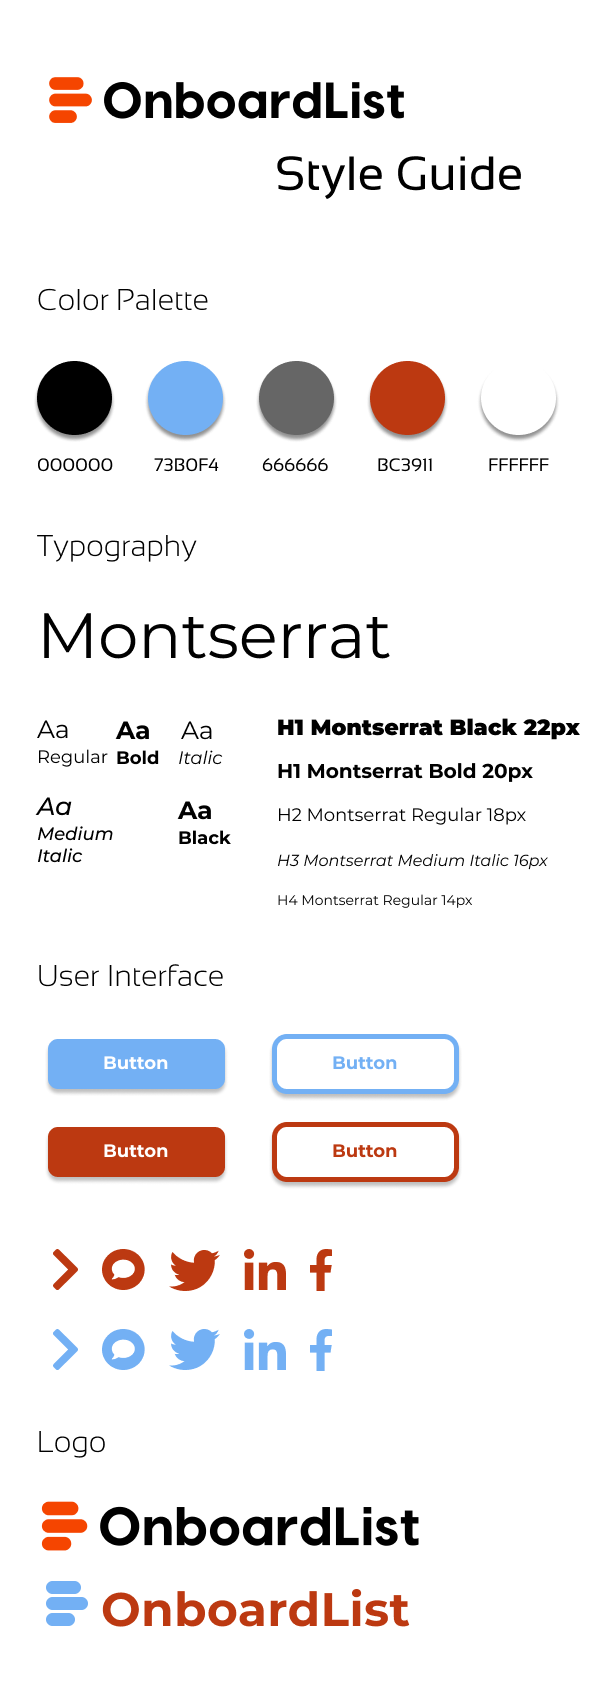 OnboardList
Style Guide
Color Palette
000000 73B0F4 666666 BC3911 FFFFFF
Typography
Montserrat
Aa Aa Aa
Regular Bold Italic
Aa Aa
Medium Italic Black
H1 Montserrat Black 22px
H1 Montserrat Bold 20px
H2 Montserrat Regular 18px
H3 Montserrat Medium Italic 16px
H4 Montserrat Regular 14px
User Interface
Button Button
Button Button
in f
in f
Logo
OnboardList
OnboardList